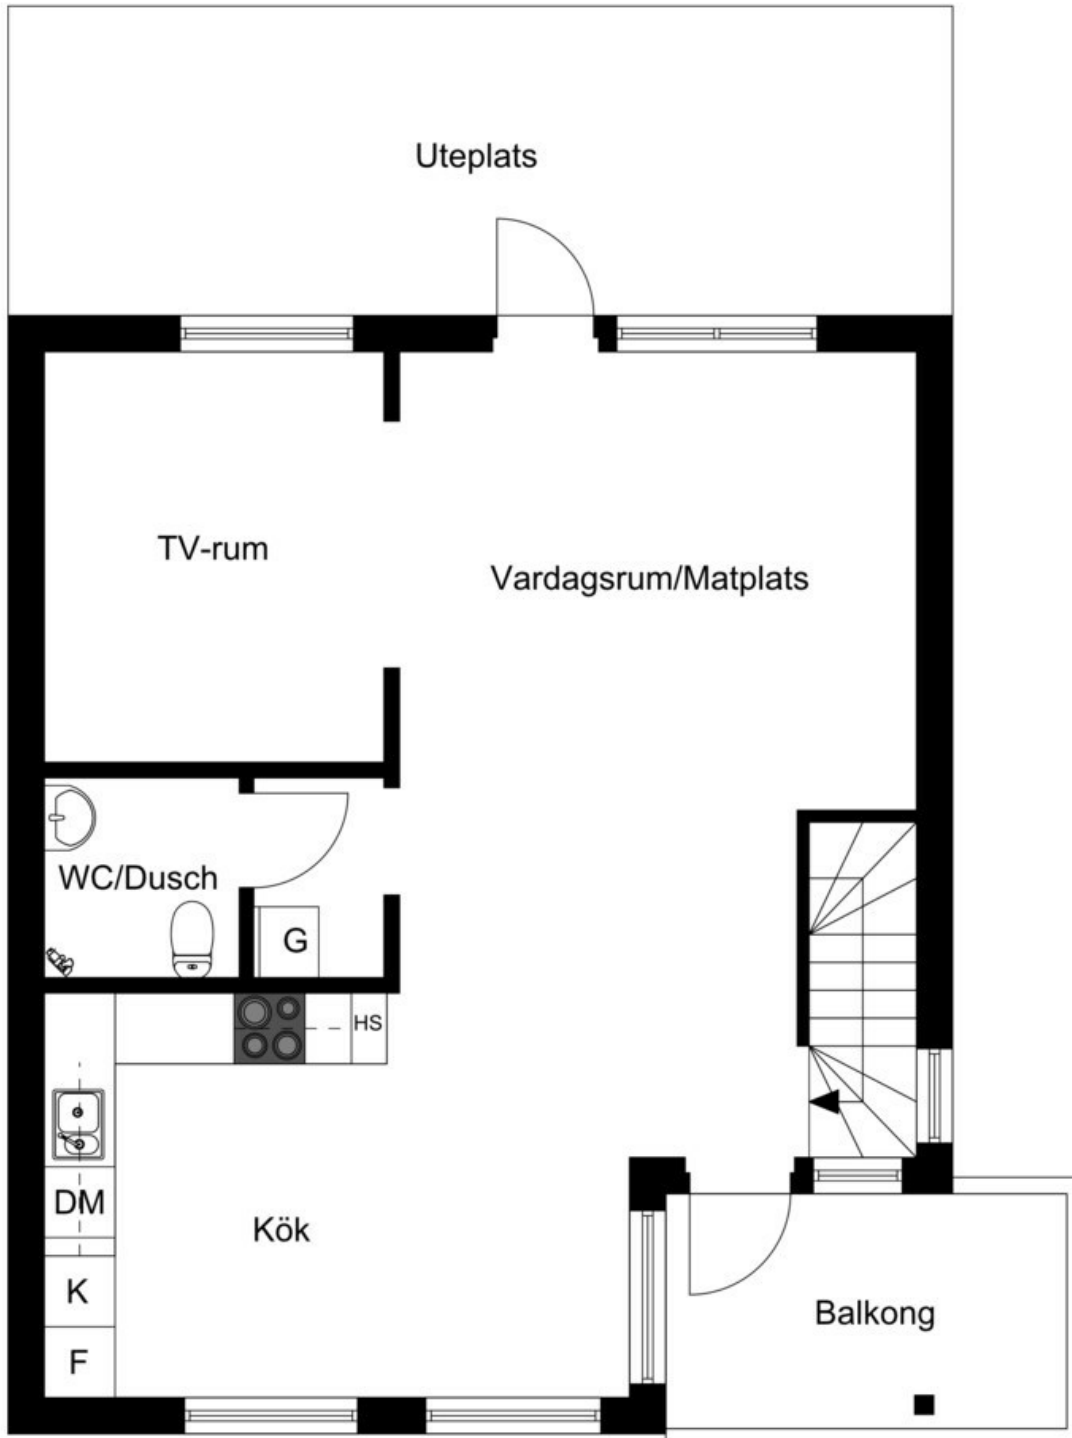 Uteplats
TV-rum
Vardagsrum/Matplats
WC/Dusch
G
HS
DM
Kök
K
Balkong
F